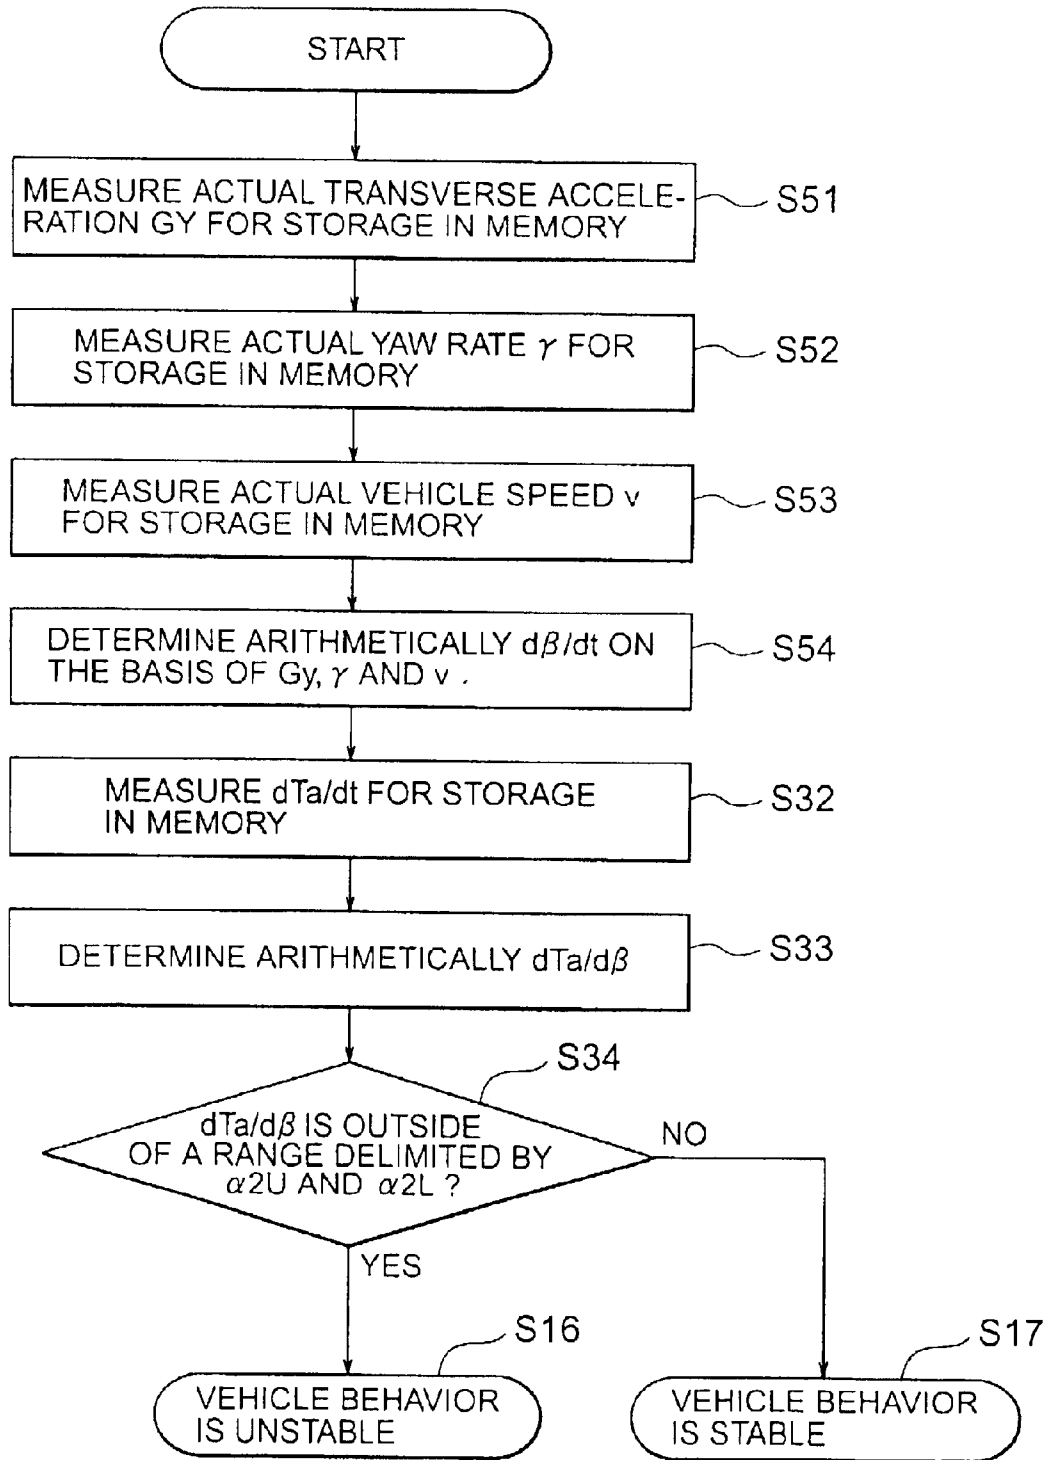 START
MEASURE ACTUAL TRANSVERSE ACCELE-
RATION GY FOR STORAGE IN MEMORY
S51
MEASURE ACTUAL YAW RATE γ FOR
STORAGE IN MEMORY
S52
MEASURE ACTUAL VEHICLE SPEED v
FOR STORAGE IN MEMORY
S53
DETERMINE ARITHMETICALLY dβ/dt ON
THE BASIS OF Gy, γ AND v .
S54
MEASURE dTa/dt FOR STORAGE
IN MEMORY
S32
DETERMINE ARITHMETICALLY dTa/dβ
S33
S34
dTa/dβ IS OUTSIDE
OF A RANGE DELIMITED BY
α2U AND α2L ?
NO
YES
S16
VEHICLE BEHAVIOR
IS UNSTABLE
S17
VEHICLE BEHAVIOR
IS STABLE